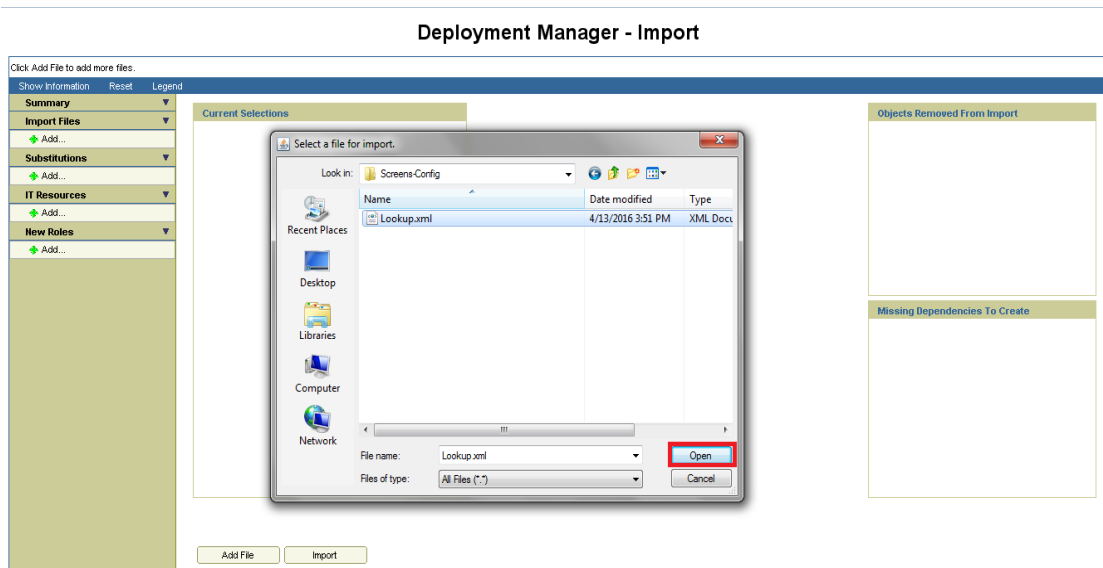 Deployment Manager - Import
Click Add File to add more files.
Show Information Reset Legend
Summary
Import Files
Add...
Substitutions
Add...
IT Resources
Add...
New Roles
Add...
Current Selections
Select a file for import.
Look in: Screens-Config
Name Date modified Type
Lookup.xml 4/13/2016 3:51 PM XML Docu
Recent Places
Desktop
Libraries
Computer
Network
File name: Lookup.xml Open
Files of type: All Files (*.*) Cancel
Objects Removed From Import
Missing Dependencies To Create
Add File Import